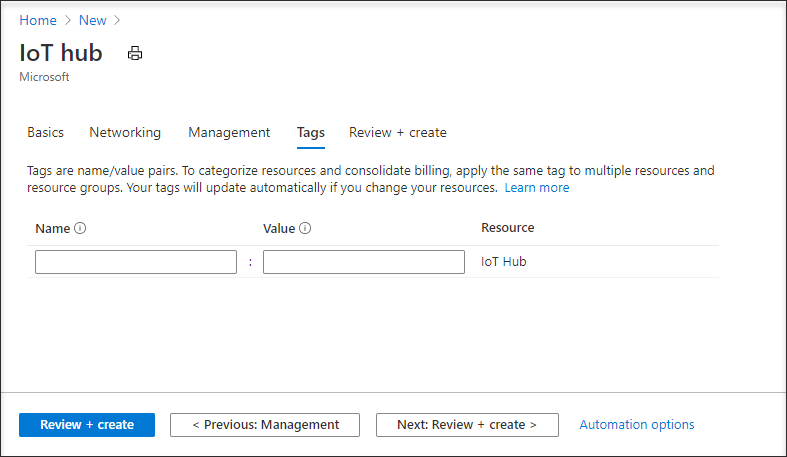 Home > New >
IoT hub
Microsoft
Basics Networking Management Tags Review + create
Tags are name/value pairs. To categorize resources and consolidate billing, apply the same tag to multiple resources and
resource groups. Your tags will update automatically if you change your resources. Learn more
Name Value Resource
: IoT Hub
Review + create < Previous: Management Next: Review + create > Automation options